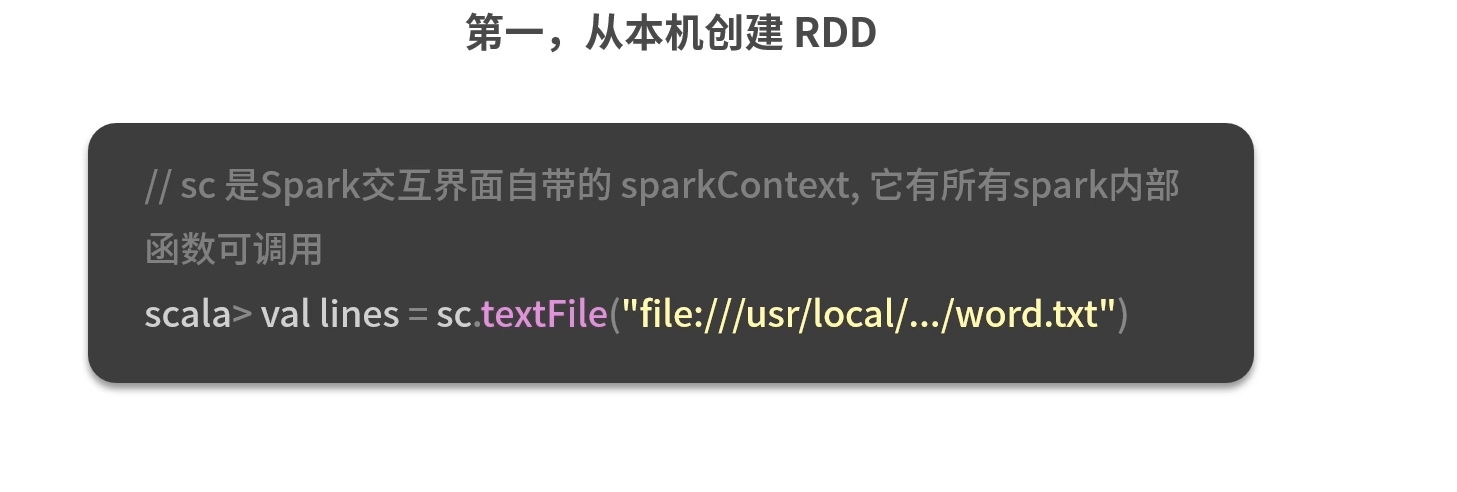 第一，从本机创建 RDD
// sc 是Spark交互界面自带的 sparkContext, 它有所有spark内部
函数可调用
scala> val lines = sc.textFile("file:///usr/local/.../word.txt")